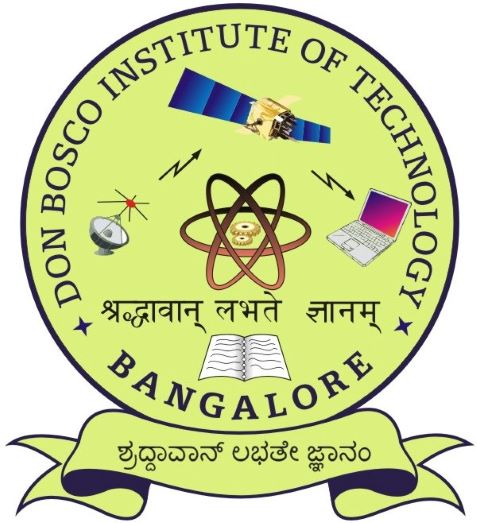 DON BOSCO INSTITUTE OF TECHNOLOGY
श्रद्धावान् लभते ज्ञानम्
BANGALORE
ಶ್ರದ್ದಾವಾನ್ ಲಭತೇ ಜ್ಞಾನಂ